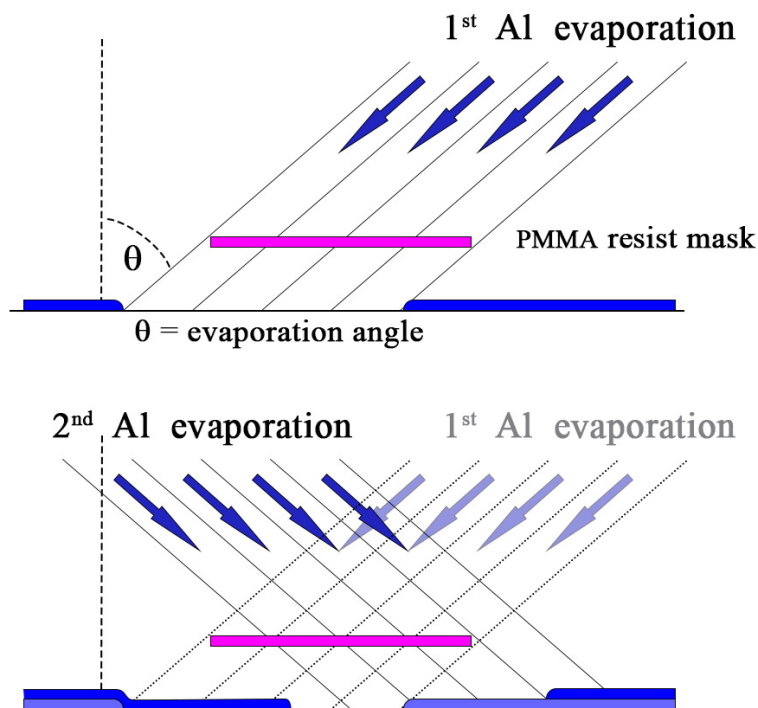 1st Al evaporation
θ
PMMA resist mask
θ = evaporation angle
2nd Al evaporation
1st Al evaporation